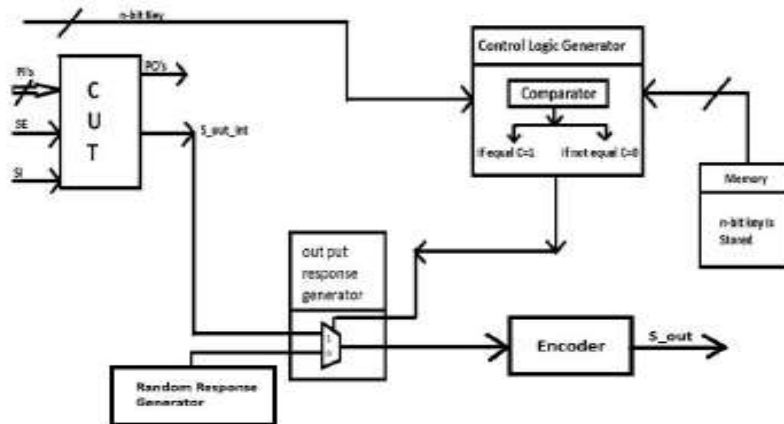 n-bit Key
Control Logic Generator
PI's
PO's
C
U
T
Comparator
SE
S_out_int
If equal C=1
If not equal C=0
SI
Memory
n-bit key is
Stored
out put
response
generator
1
0
Encoder
S_out
Random Response
Generator